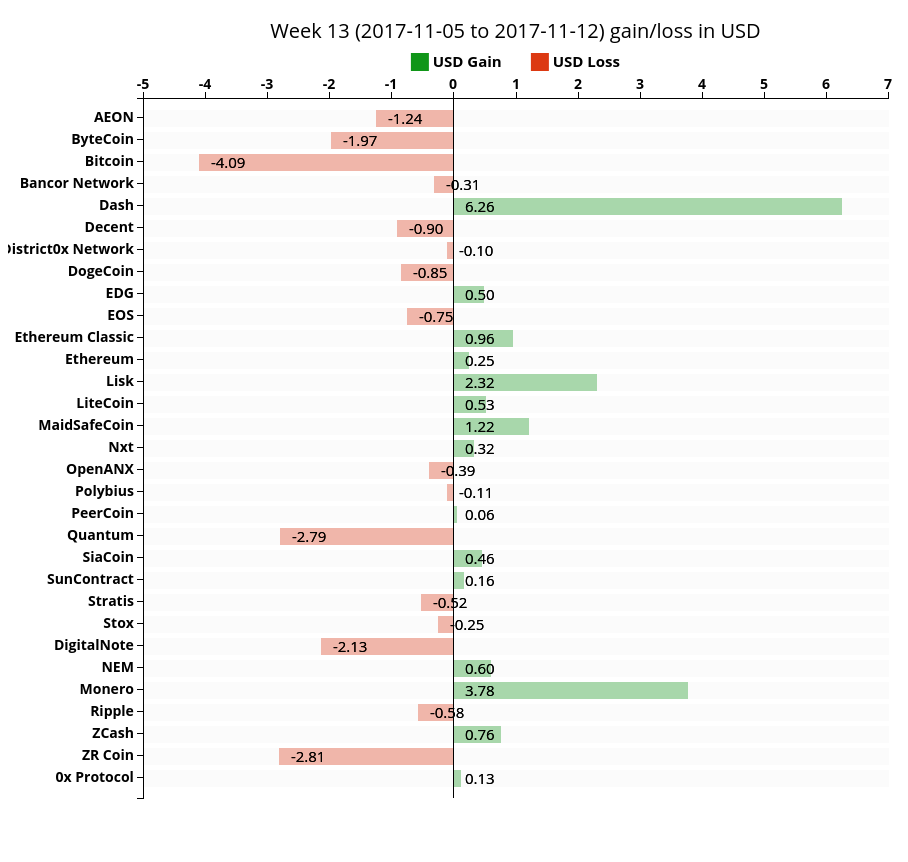 Week 13 (2017-11-05 to 2017-11-12) gain/loss in USD
USD Gain USD Loss
-5 -4 -3 -2 -1 0 1 2 3 4 5 6 7
AEON -1.24
ByteCoin -1.97
Bitcoin -4.09
Bancor Network -0.31
Dash 6.26
Decent -0.90
istrict0x Network -0.10
DogeCoin -0.85
EDG 0.50
EOS -0.75
Ethereum Classic 0.96
Ethereum 0.25
Lisk 2.32
LiteCoin 0.53
MaidSafeCoin 1.22
Nxt 0.32
OpenANX -0.39
Polybius -0.11
PeerCoin 0.06
Quantum -2.79
SiaCoin 0.46
SunContract 0.16
Stratis -0.52
Stox -0.25
DigitalNote -2.13
NEM 0.60
Monero 3.78
Ripple -0.58
ZCash 0.76
ZR Coin -2.81
0x Protocol 0.13